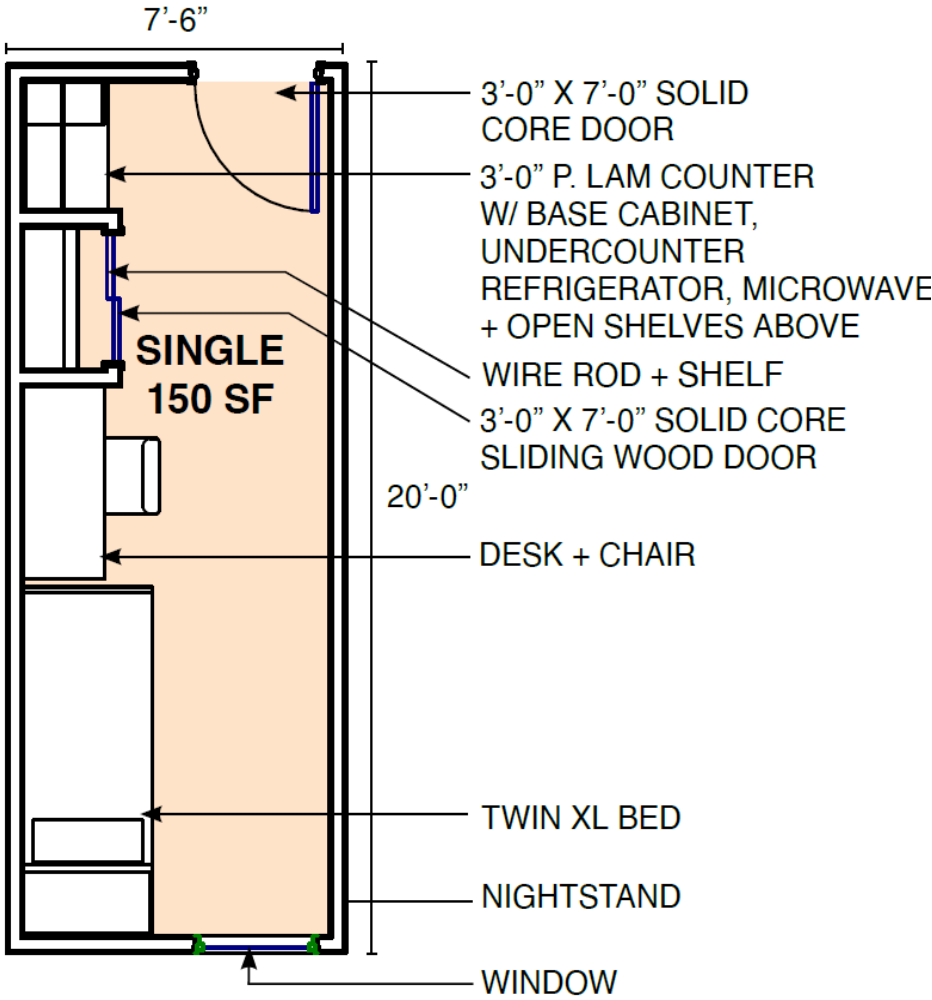 7’-6”
3’-0” X 7’-0” SOLID
CORE DOOR
3’-0” P. LAM COUNTER
W/ BASE CABINET,
UNDERCOUNTER
REFRIGERATOR, MICROWAVE
+ OPEN SHELVES ABOVE
SINGLE
150 SF
WIRE ROD + SHELF
3’-0” X 7’-0” SOLID CORE
SLIDING WOOD DOOR
20’-0”
DESK + CHAIR
TWIN XL BED
NIGHTSTAND
WINDOW